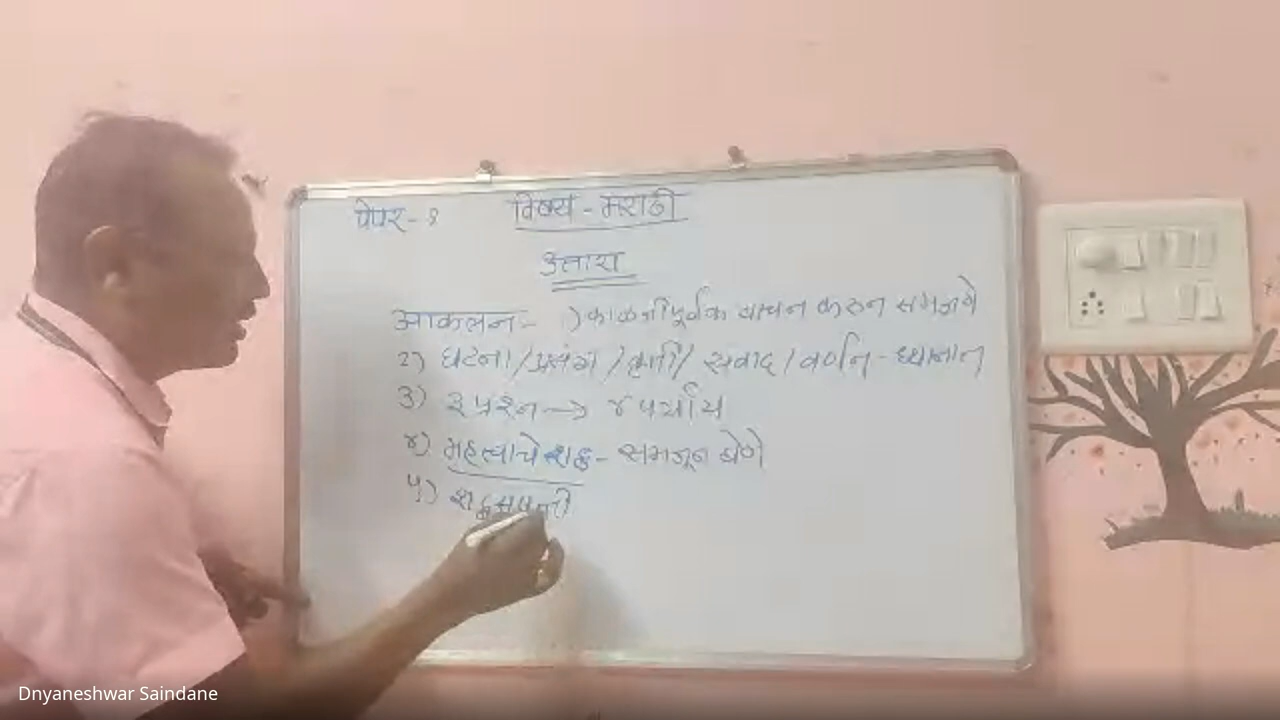 पेपर - १ विषय - मराठी
उतारा
आकलन - १) काळजीपूर्वक वाचन करुन समजणे
२) घटना / प्रसंग / कृती / संवाद / वर्णन - ध्यानात
३) ३ प्रश्न → ४ पर्याय
४) महत्वाचे शब्द - समजून घेणे
५) शब्दसंपत्ती
Dnyaneshwar Saindane